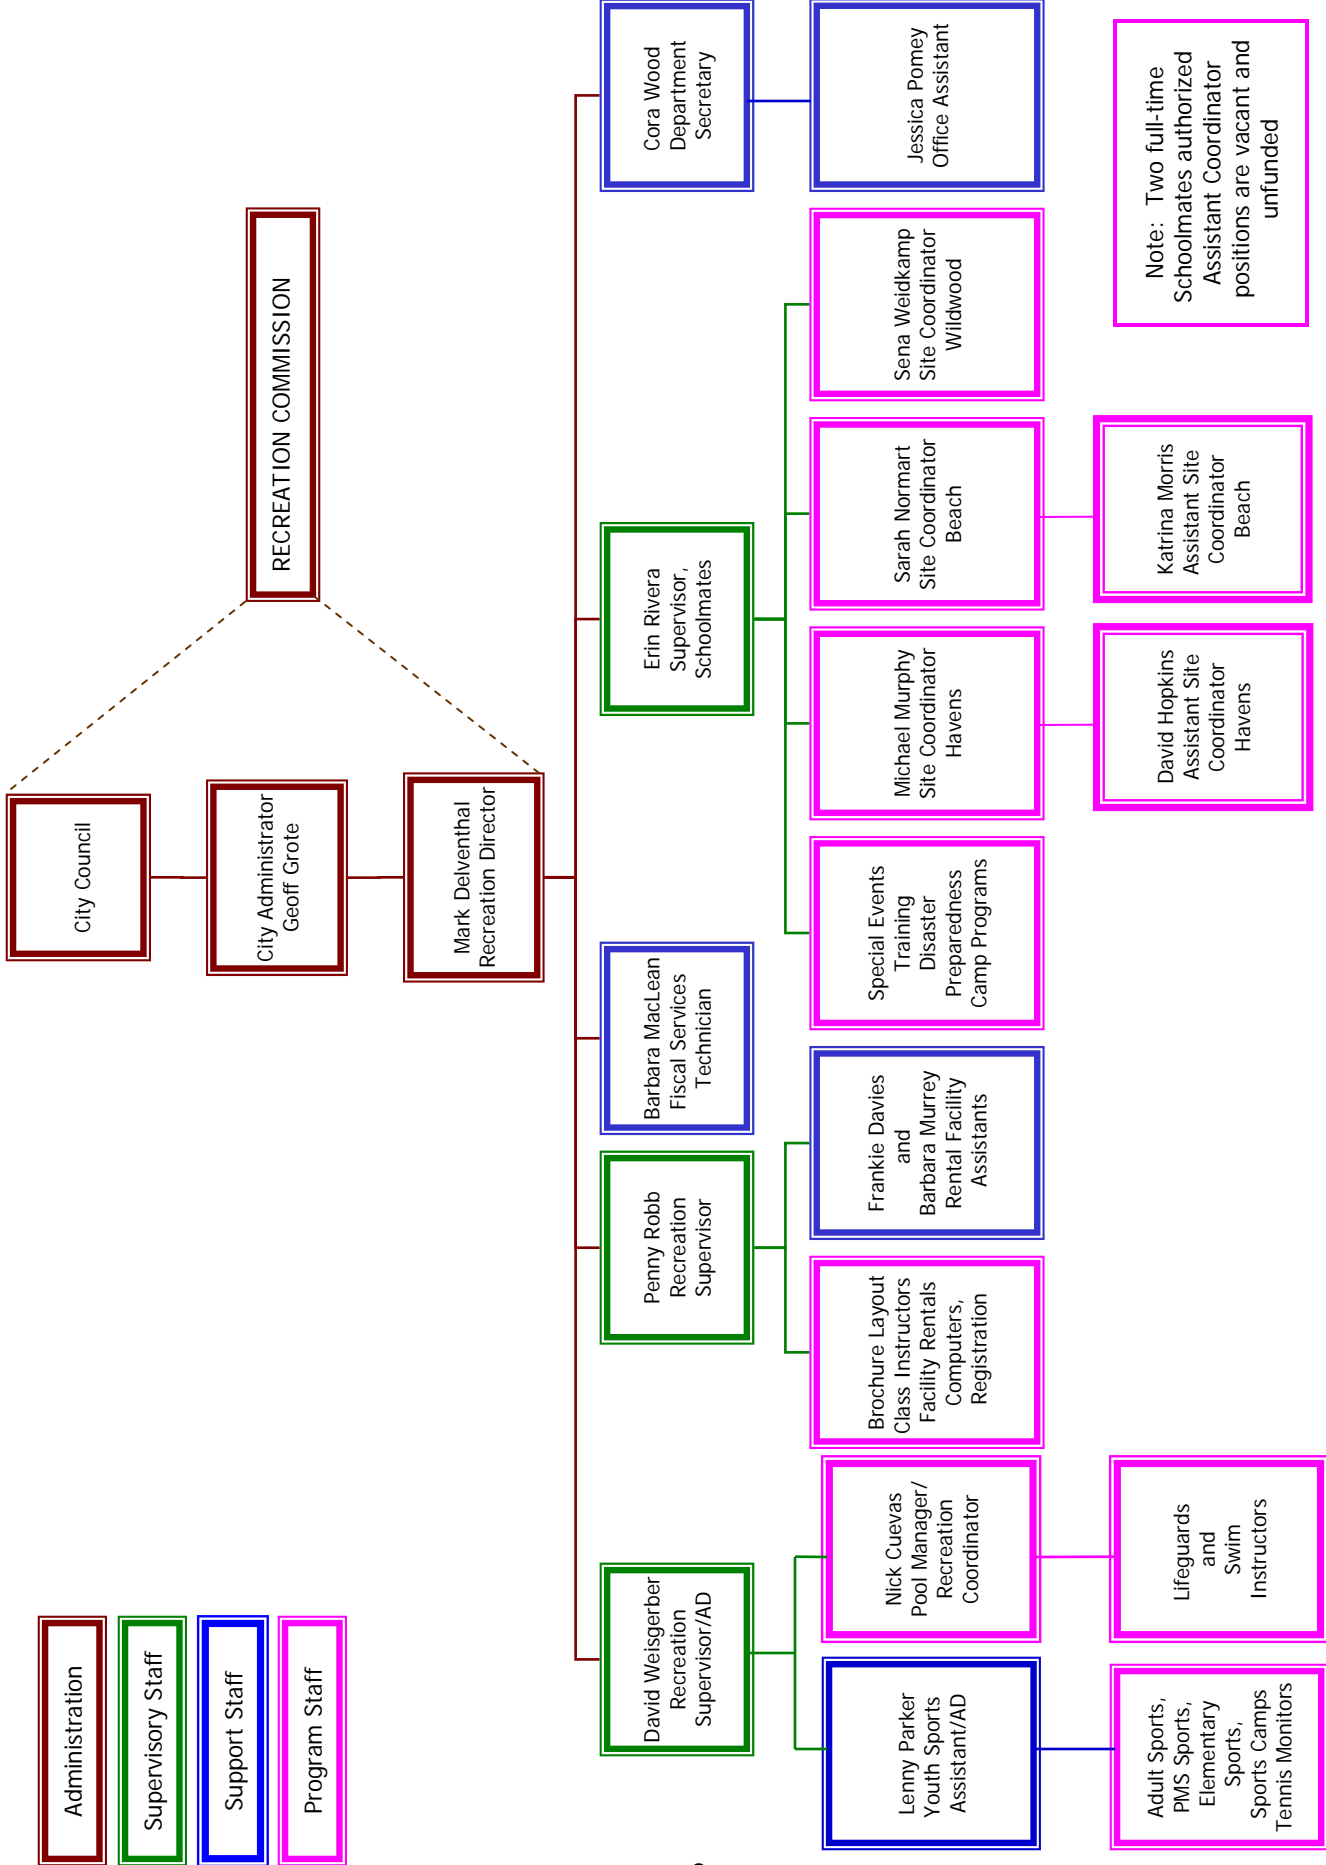 City Council
RECREATION COMMISSION
City Administrator
Geoff Grote
Mark Delventhal
Recreation Director
Administration
Supervisory Staff
Support Staff
Program Staff
David Weisgerber
Recreation
Supervisor/AD
Penny Robb
Recreation
Supervisor
Barbara MacLean
Fiscal Services
Technician
Erin Rivera
Supervisor,
Schoolmates
Cora Wood
Department
Secretary
Lenny Parker
Youth Sports
Assistant/AD
Nick Cuevas
Pool Manager/
Recreation
Coordinator
Brochure Layout
Class Instructors
Facility Rentals
Computers,
Registration
Frankie Davies
and
Barbara Murrey
Rental Facility
Assistants
Special Events
Training
Disaster
Preparedness
Camp Programs
Michael Murphy
Site Coordinator
Havens
Sarah Normart
Site Coordinator
Beach
Sena Weidkamp
Site Coordinator
Wildwood
Jessica Pomey
Office Assistant
Adult Sports,
PMS Sports,
Elementary
Sports,
Sports Camps
Tennis Monitors
Lifeguards
and
Swim
Instructors
David Hopkins
Assistant Site
Coordinator
Havens
Katrina Morris
Assistant Site
Coordinator
Beach
Note: Two full-time
Schoolmates authorized
Assistant Coordinator
positions are vacant and
unfunded